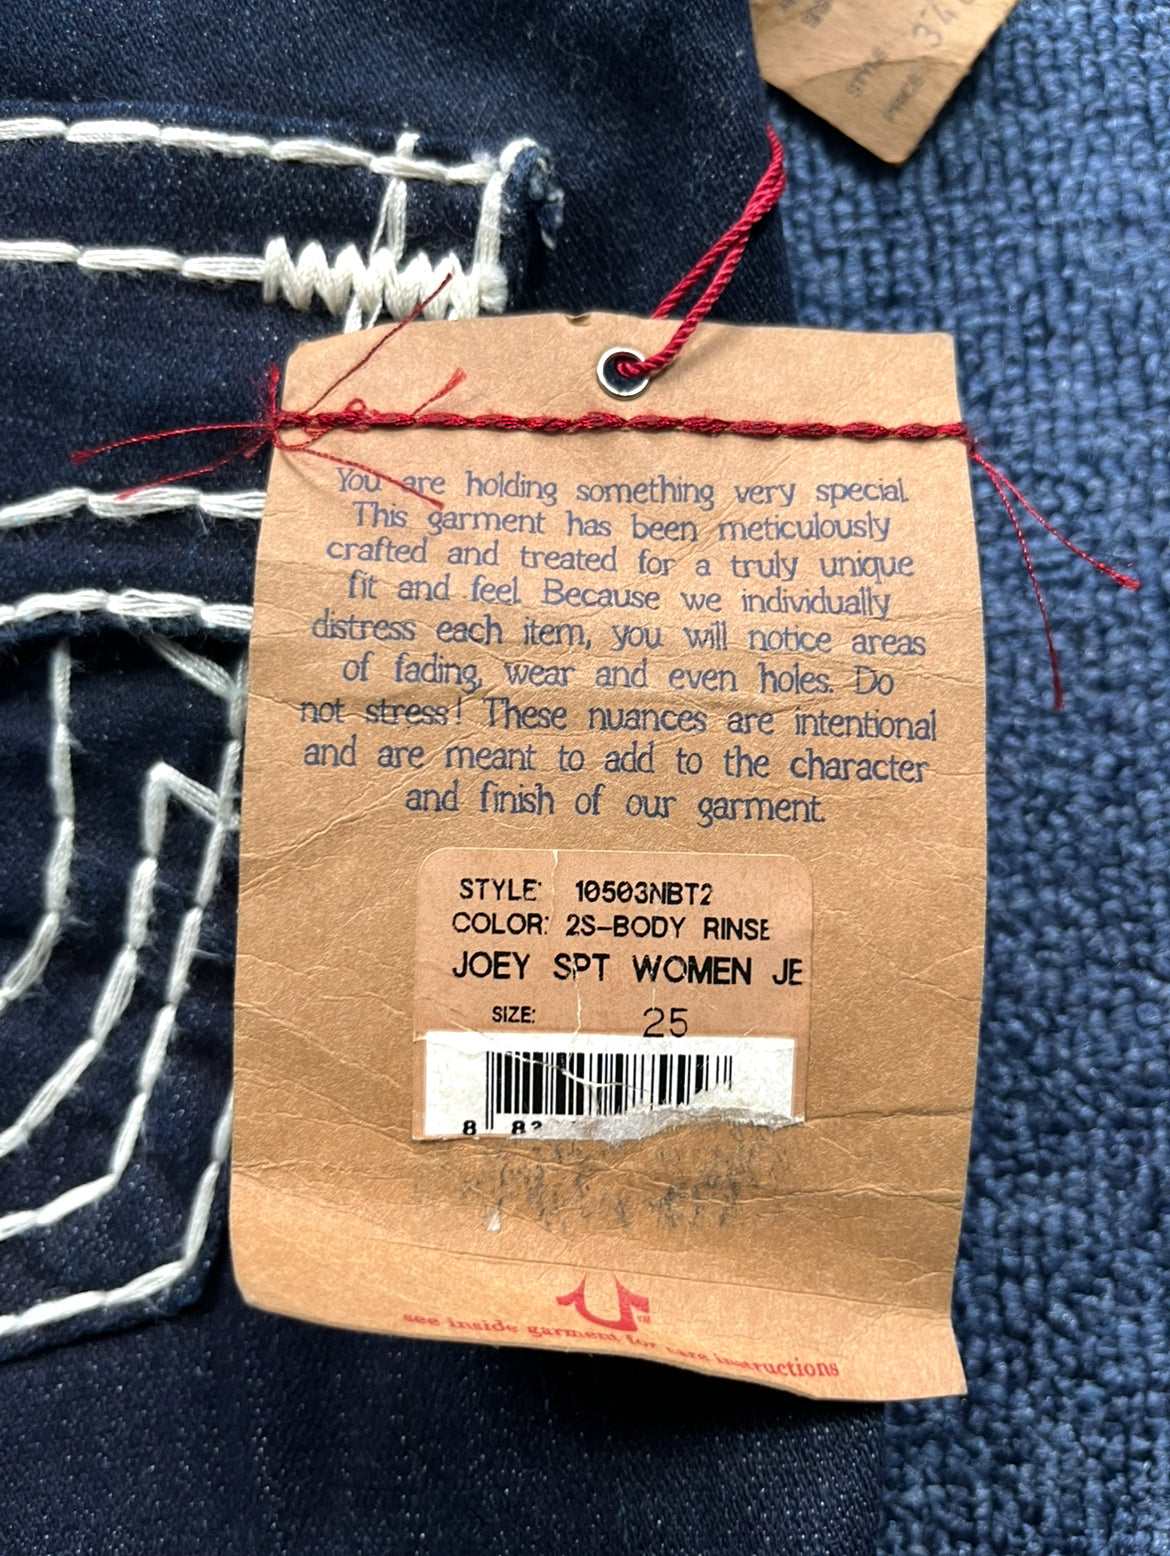 STYLE:
You are holding something very special.
This garment has been meticulously
crafted and treated for a truly unique
fit and feel. Because we individually
distress each item, you will notice areas
of fading, wear and even holes. Do
not stress! These nuances are intentional
and are meant to add to the character
and finish of our garment.
STYLE: 10503NBT2
COLOR: 2S-BODY RINSE
JOEY SPT WOMEN JE
SIZE: 25
8 8
see inside garment for care instructions